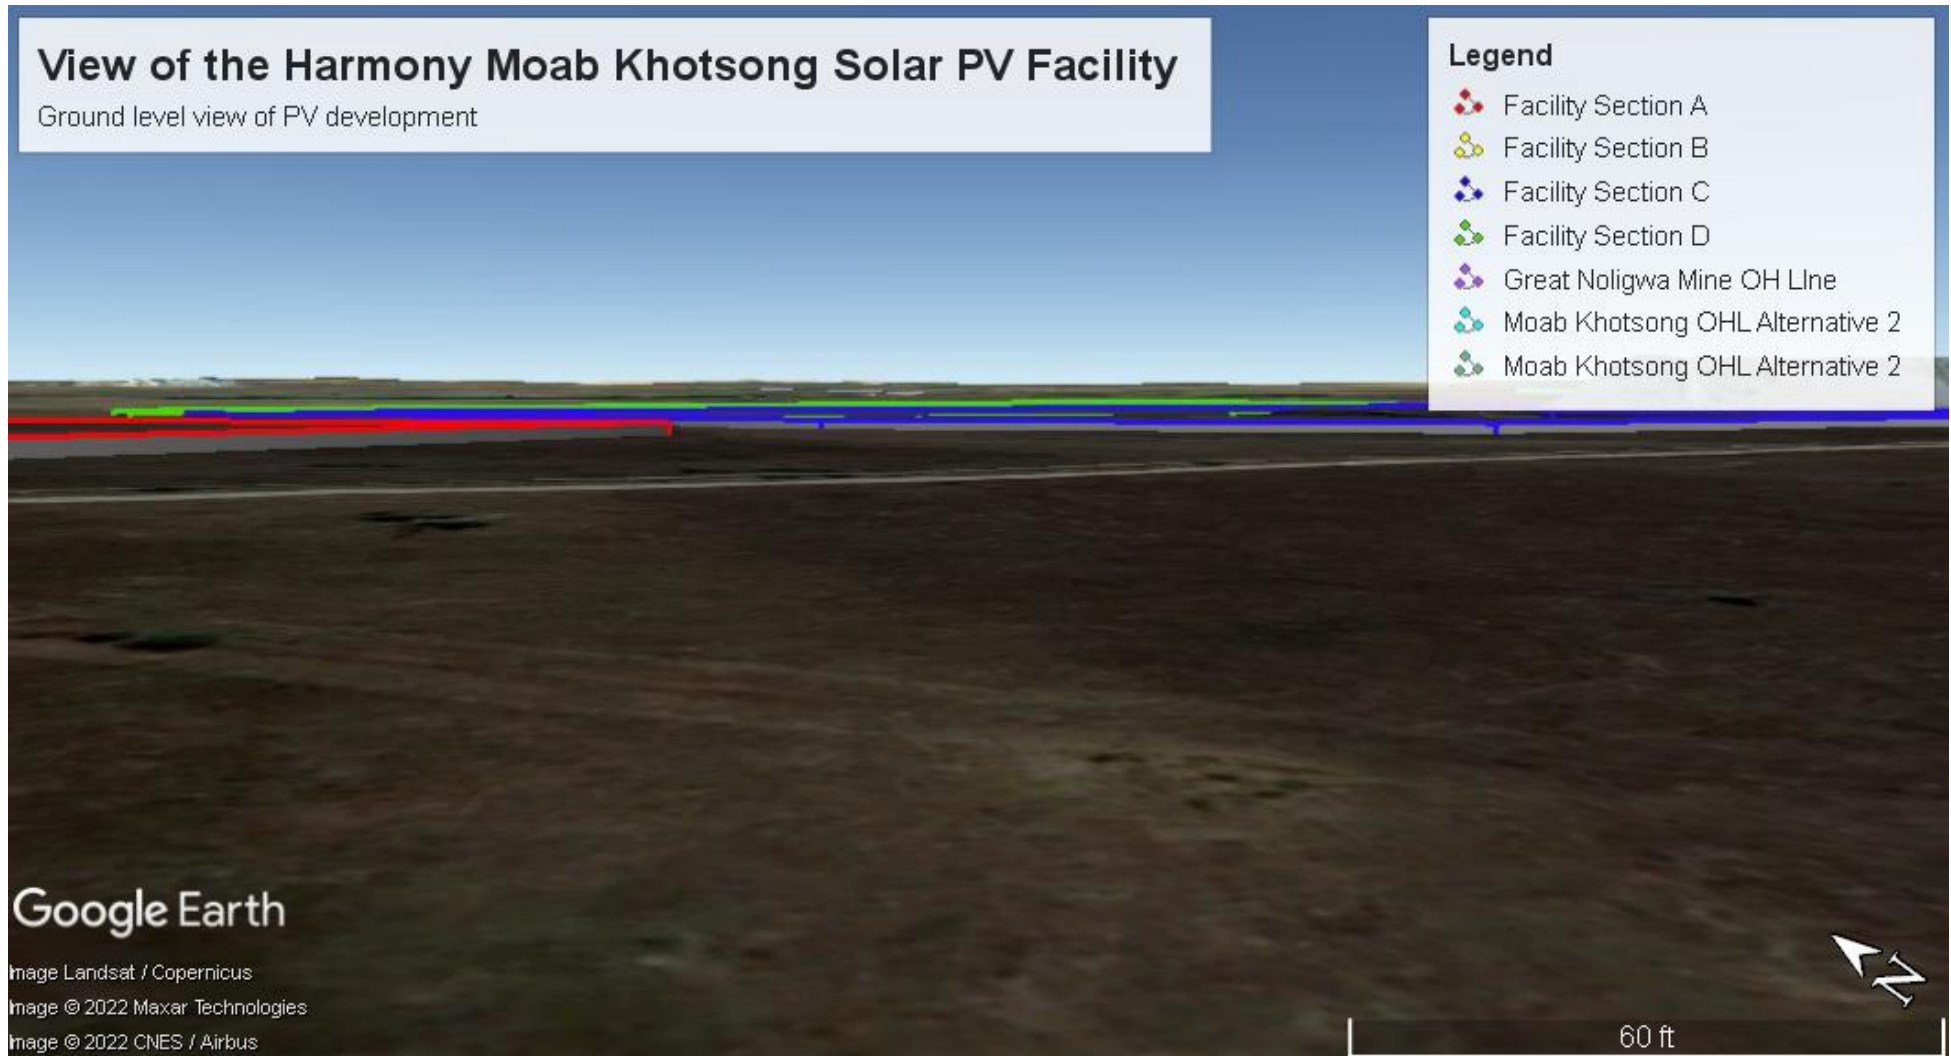 View of the Harmony Moab Khotsong Solar PV Facility
Ground level view of PV development
Legend
Facility Section A
Facility Section B
Facility Section C
Facility Section D
Great Noligwa Mine OH LIne
Moab Khotsong OHL Alternative 2
Moab Khotsong OHL Alternative 2
Google Earth
Image Landsat / Copernicus
Image © 2022 Maxar Technologies
Image © 2022 CNES / Airbus
N
60 ft